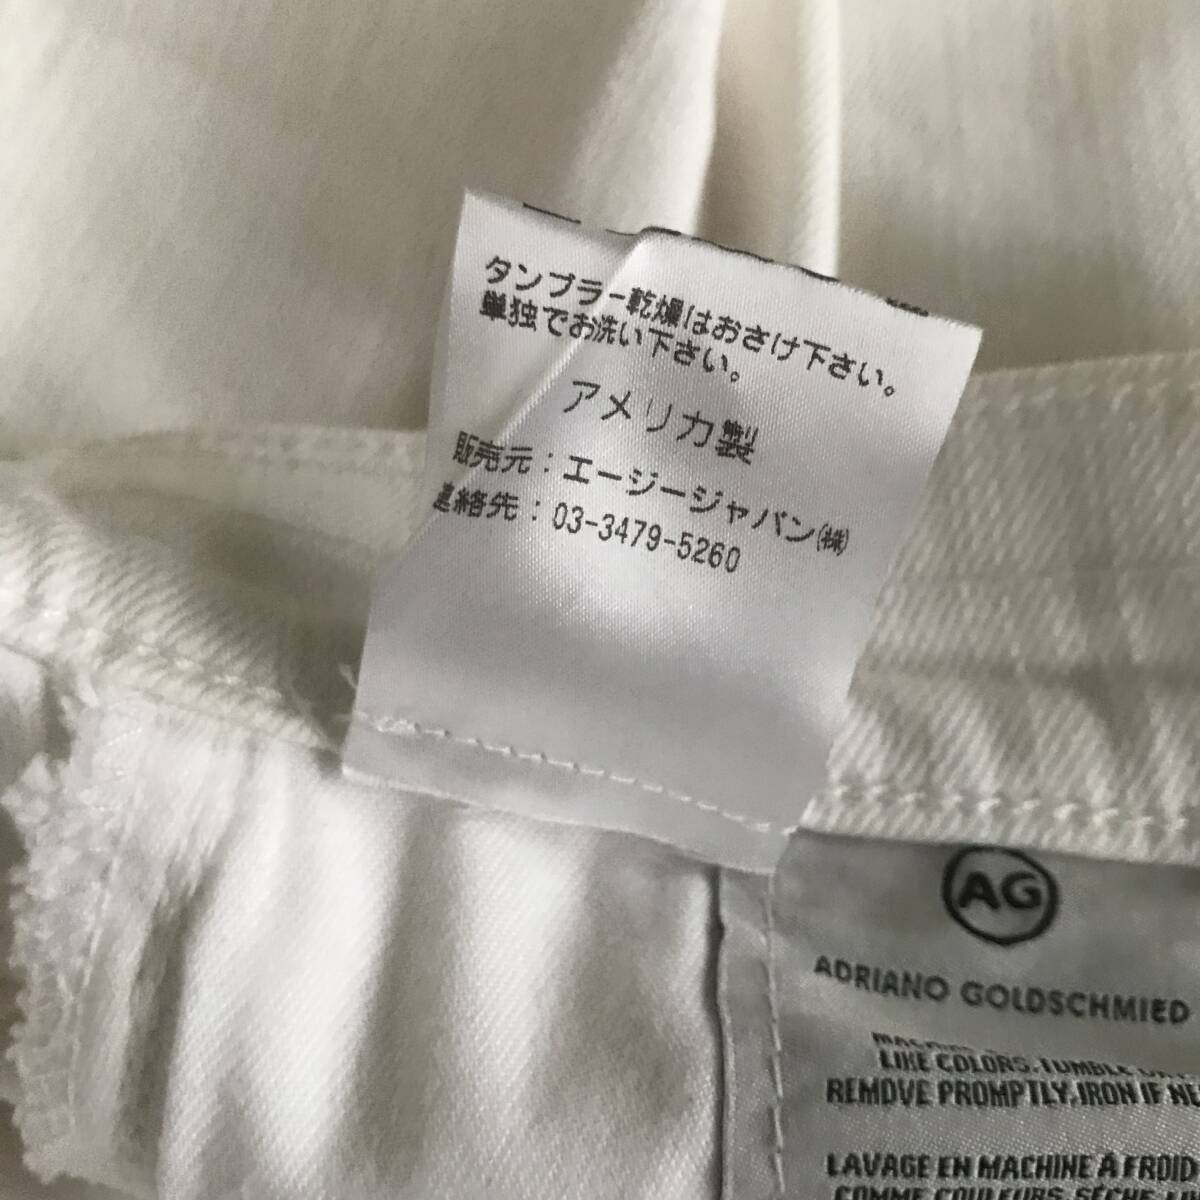 タンブラー乾燥はおさけ下さい。
単独でお洗い下さい。
アメリカ製
販売元：エージージャパン㈱
連絡先：03-3479-5260
AG
ADRIANO GOLDSCHMIED
LIKE COLORS. TUMBLE
REMOVE PROMPTLY. IRON IF
LAVAGE EN MACHINE À FROID
COMME COULEURS.